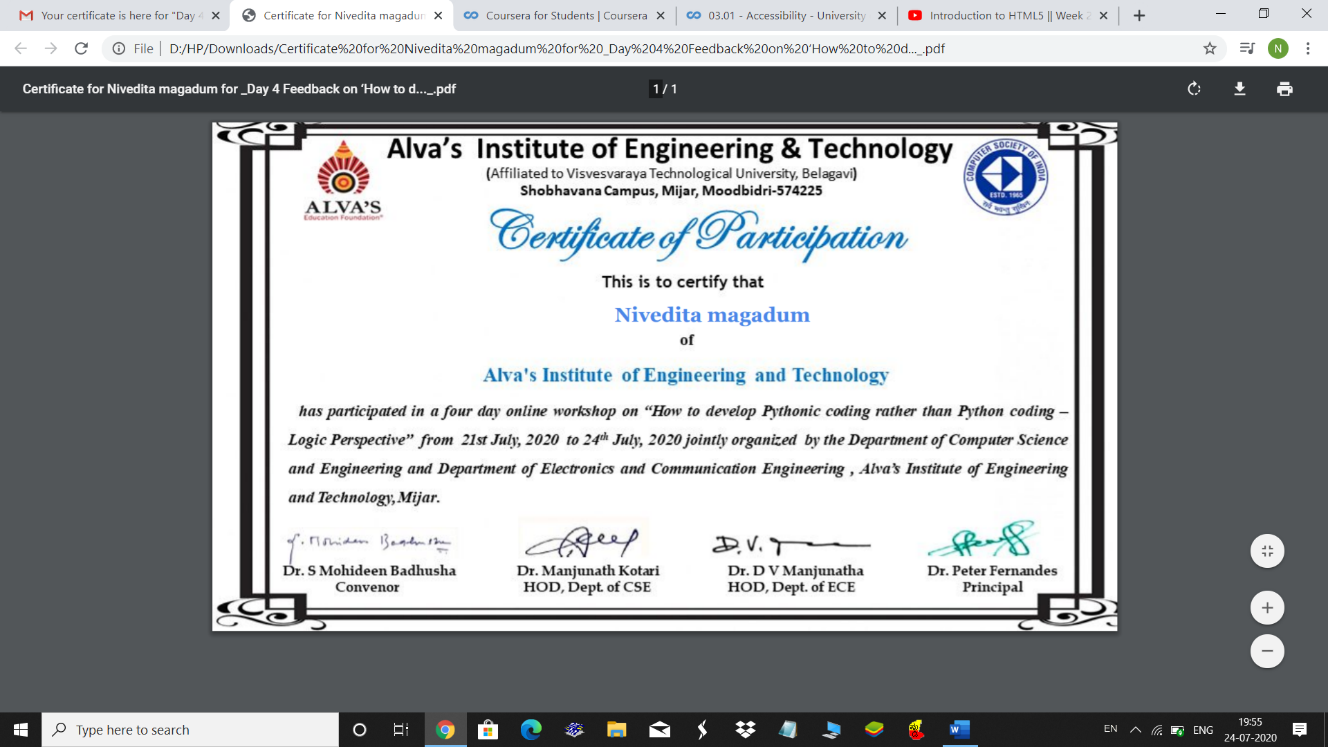 Your certificate is here for "Day 4
Certificate for Nivedita magadum
Coursera for Students | Coursera
03.01 - Accessibility - University
Introduction to HTML5 || Week 2
File
D:/HP/Downloads/Certificate%20for%20Nivedita%20magadum%20for%20_Day%204%20Feedback%20on%20'How%20to%20d..._.pdf
N
Certificate for Nivedita magadum for _Day 4 Feedback on ‘How to d..._.pdf
1 / 1
Alva’s Institute of Engineering & Technology
(Affiliated to Visvesvaraya Technological University, Belagavi)
Shobhavana Campus, Mijar, Moodbidri-574225
ALVA'S
Education Foundation®
COMPUTER SOCIETY OF INDIA
ESTD. 1965
Certificate of Participation
This is to certify that
Nivedita magadum
of
Alva's Institute of Engineering and Technology
has participated in a four day online workshop on “How to develop Pythonic coding rather than Python coding –
Logic Perspective” from 21st July, 2020 to 24th July, 2020 jointly organized by the Department of Computer Science
and Engineering and Department of Electronics and Communication Engineering , Alva’s Institute of Engineering
and Technology, Mijar.
D.V.
Dr. S Mohideen Badhusha
Convenor
Dr. Manjunath Kotari
HOD, Dept. of CSE
Dr. D V Manjunatha
HOD, Dept. of ECE
Dr. Peter Fernandes
Principal
Type here to search
EN
ENG
19:55
24-07-2020